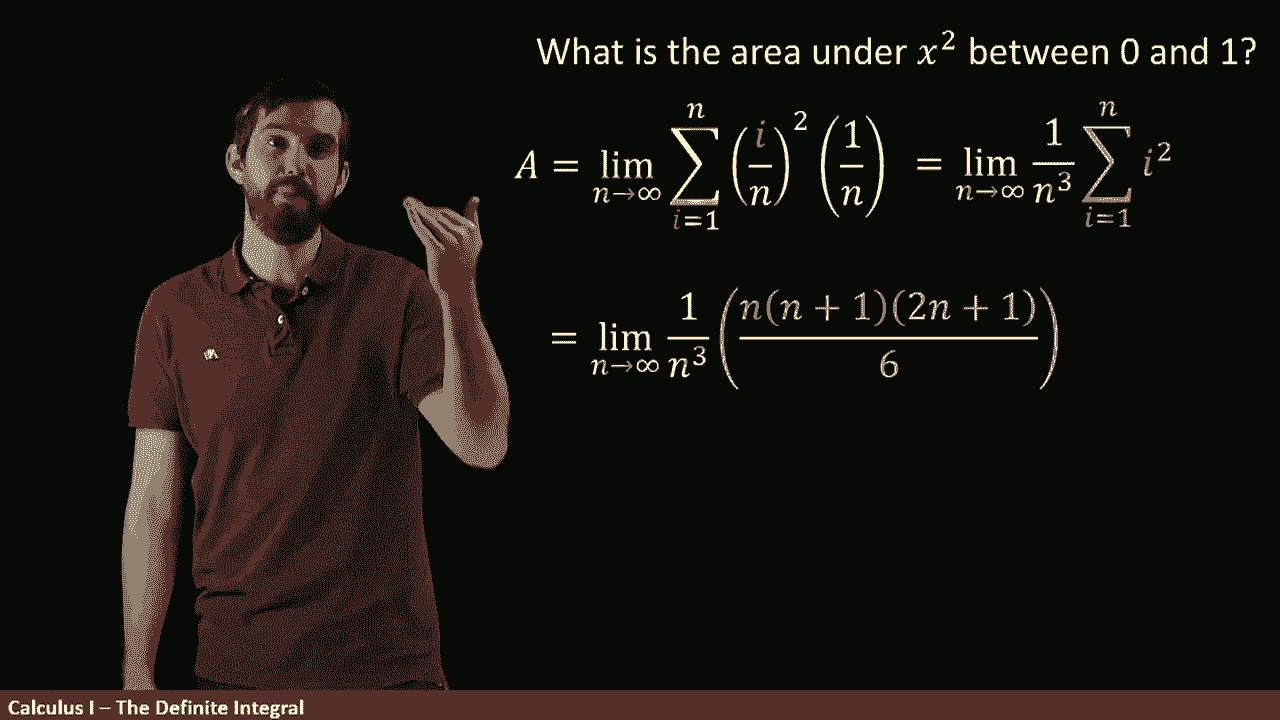 What is the area under $x^2$ between 0 and 1?
$A = \lim_{n \to \infty} \sum_{i=1}^{n} \left(\frac{i}{n}\right)^2 \left(\frac{1}{n}\right) = \lim_{n \to \infty} \frac{1}{n^3} \sum_{i=1}^{n} i^2$
$= \lim_{n \to \infty} \frac{1}{n^3} \left(\frac{n(n+1)(2n+1)}{6}\right)$
Calculus I – The Definite Integral